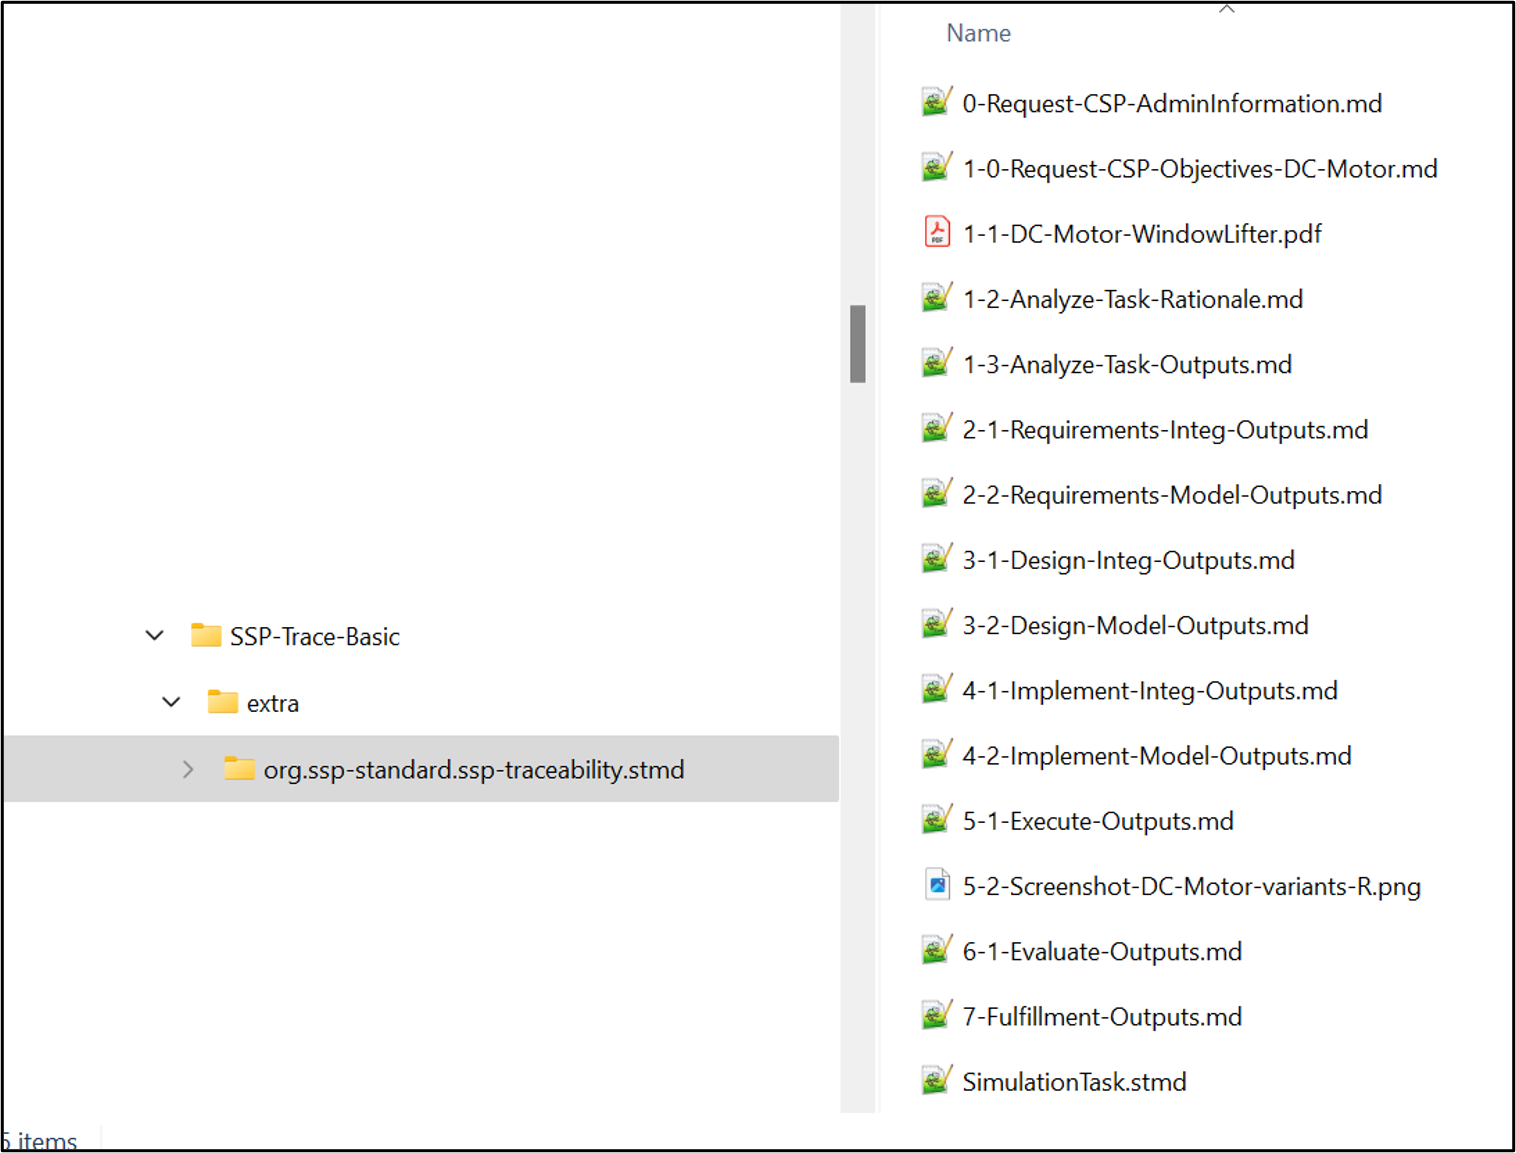 SSP-Trace-Basic
extra
org.ssp-standard.ssp-traceability.stmd
Name
0-Request-CSP-AdminInformation.md
1-0-Request-CSP-Objectives-DC-Motor.md
PDF
1-1-DC-Motor-WindowLifter.pdf
1-2-Analyze-Task-Rationale.md
1-3-Analyze-Task-Outputs.md
2-1-Requirements-Integ-Outputs.md
2-2-Requirements-Model-Outputs.md
3-1-Design-Integ-Outputs.md
3-2-Design-Model-Outputs.md
4-1-Implement-Integ-Outputs.md
4-2-Implement-Model-Outputs.md
5-1-Execute-Outputs.md
5-2-Screenshot-DC-Motor-variants-R.png
6-1-Evaluate-Outputs.md
7-Fulfillment-Outputs.md
SimulationTask.stmd
items